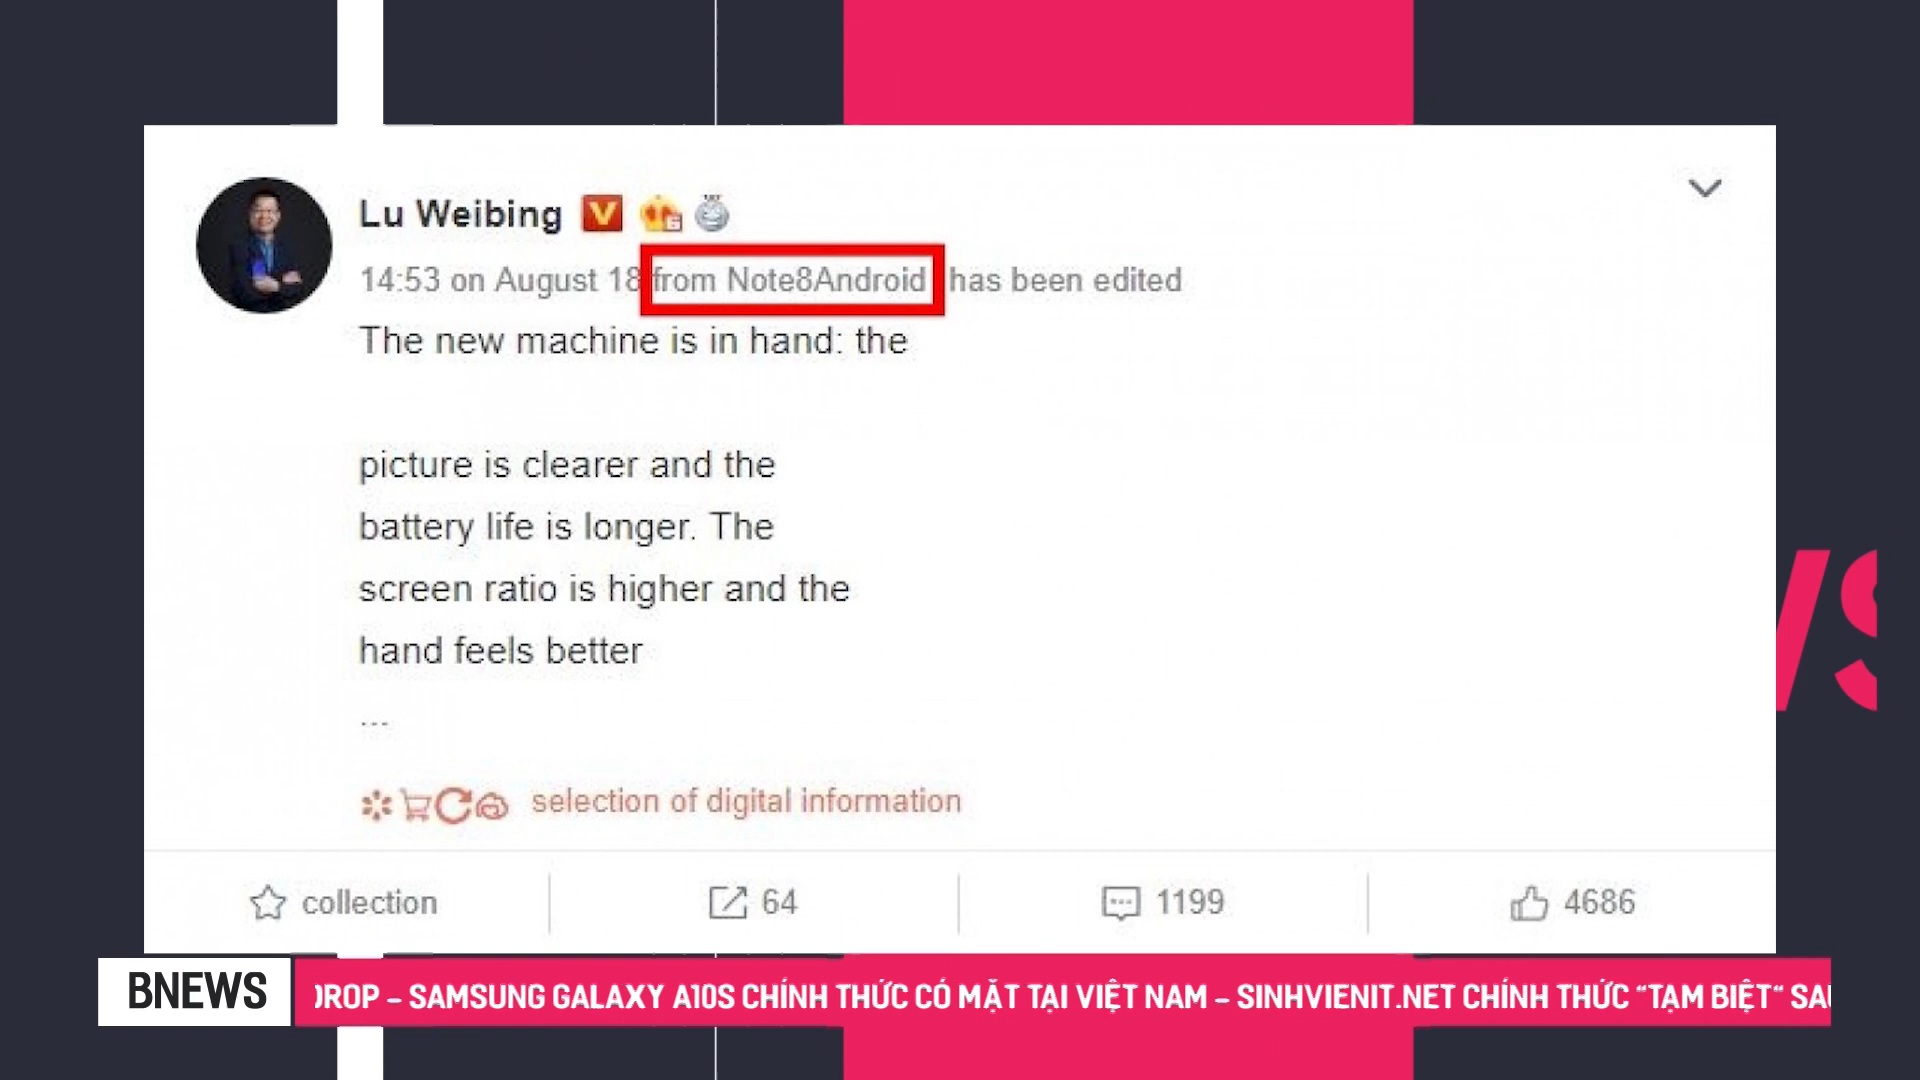 Lu Weibing
14:53 on August 18 from Note8Android has been edited
The new machine is in hand: the
picture is clearer and the
battery life is longer. The
screen ratio is higher and the
hand feels better
...
selection of digital information
collection
64
1199
4686
BNEWS
DROP – SAMSUNG GALAXY A10S CHÍNH THỨC CÓ MẶT TẠI VIỆT NAM – SINHVIENIT.NET CHÍNH THỨC “TẠM BIỆT“